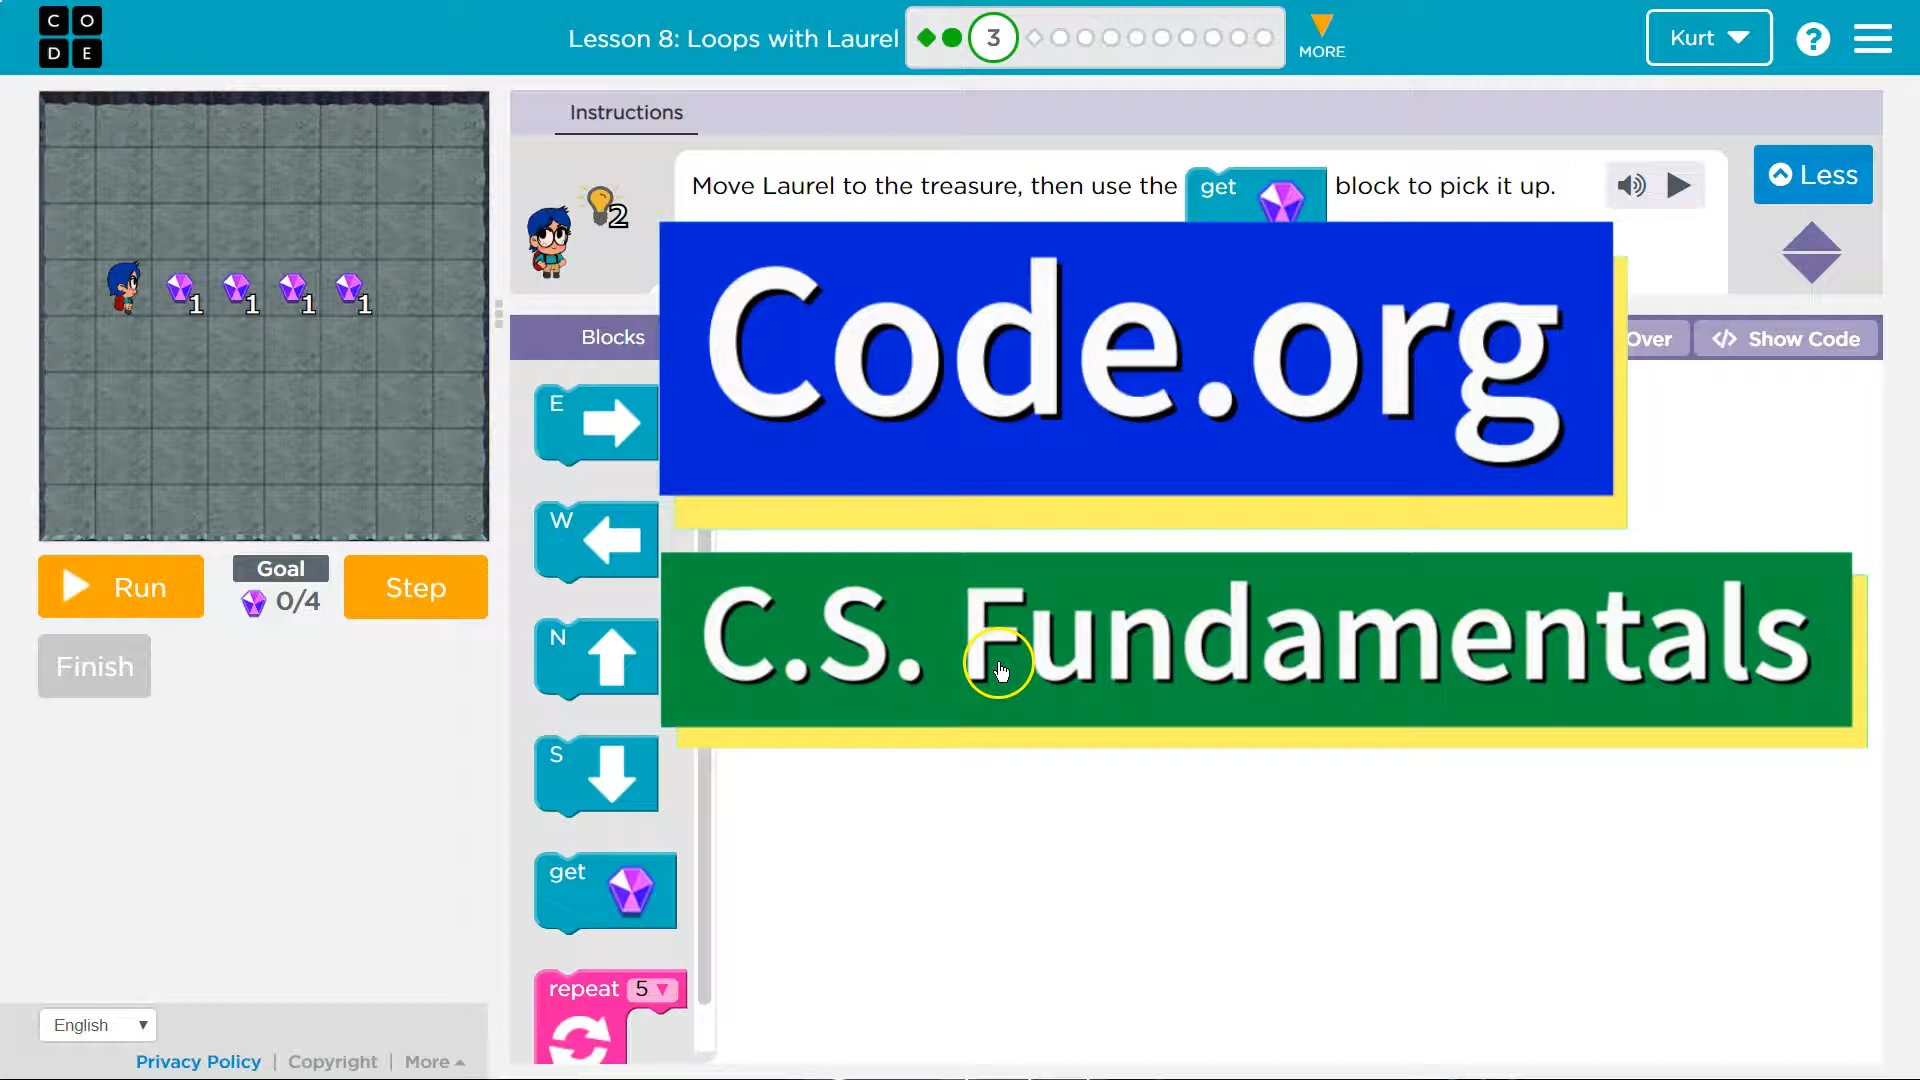 C O
D E
Lesson 8: Loops with Laurel
3
MORE
Kurt
?
Instructions
2
Move Laurel to the treasure, then use the get block to pick it up.
Less
1 1 1 1
Blocks
Over
</> Show Code
Code.org
E
W
C.S. Fundamentals
Run
Goal
0/4
Step
N
Finish
S
get
repeat 5
English
Privacy Policy | Copyright | More